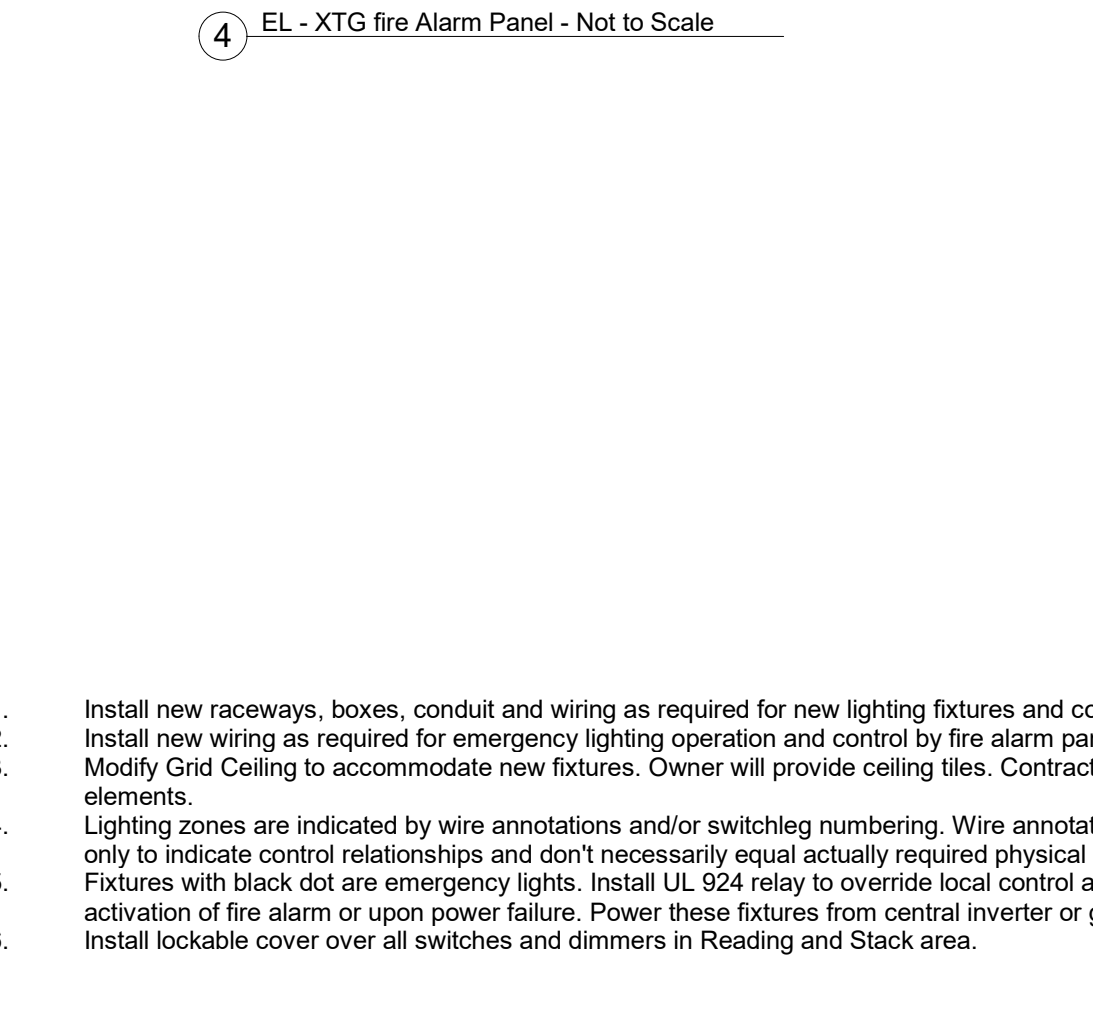 4 EL - XTG fire Alarm Panel - Not to Scale
Install new raceways, boxes, conduit and wiring as required for new lighting fixtures and
Install new wiring as required for emergency lighting operation and control by fire alarm
Modify Grid Ceiling to accommodate new fixtures. Owner will provide ceiling tiles.
elements.
Lighting zones are indicated by wire annotations and/or switchleg numbering. Wire
only to indicate control relationships and don't necessarily equal actually required physical
Fixtures with black dot are emergency lights. Install UL 924 relay to override local control
activation of fire alarm or upon power failure. Power these fixtures from central inverter or
Install lockable cover over all switches and dimmers in Reading and Stack area.